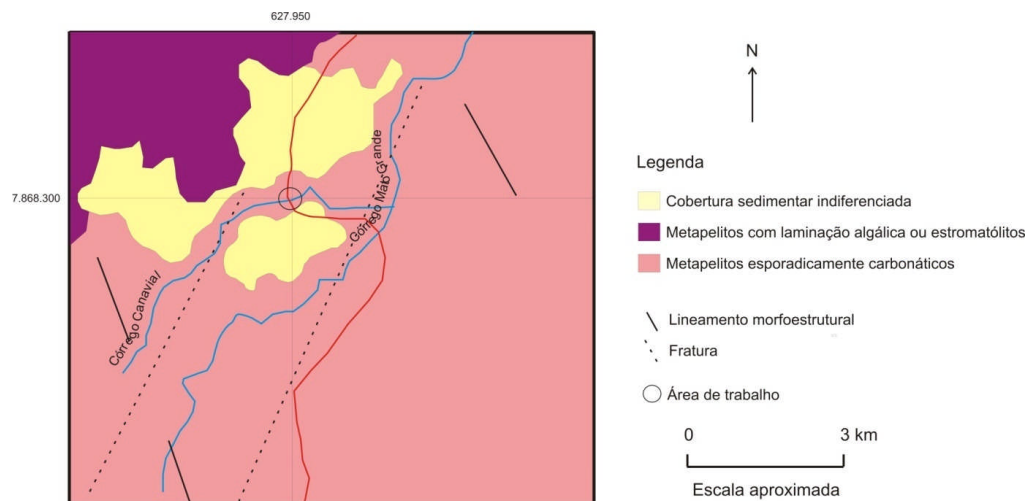 627.950
N
7.868.300
Córrego Mato Grande
Córrego Canavial
Legenda
Cobertura sedimentar indiferenciada
Metapelitos com laminação algálica ou estromatólitos
Metapelitos esporadicamente carbonáticos
Lineamento morfoestrutural
Fratura
Área de trabalho
0 3 km
Escala aproximada